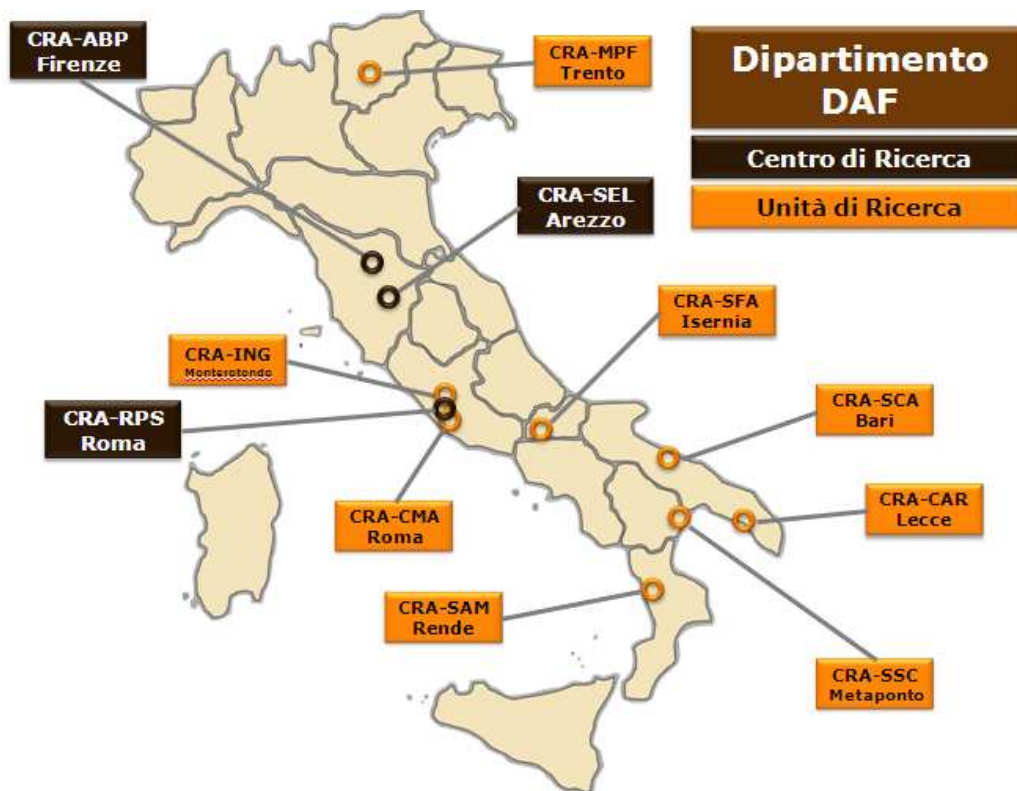 CRA-ABP
Firenze
CRA-MPF
Trento
Dipartimento
DAF
Centro di Ricerca
Unità di Ricerca
CRA-SEL
Arezzo
CRA-SFA
Isernia
CRA-ING
Monterotondo
CRA-RPS
Roma
CRA-SCA
Bari
CRA-CMA
Roma
CRA-CAR
Lecce
CRA-SAM
Rende
CRA-SSC
Metaponto